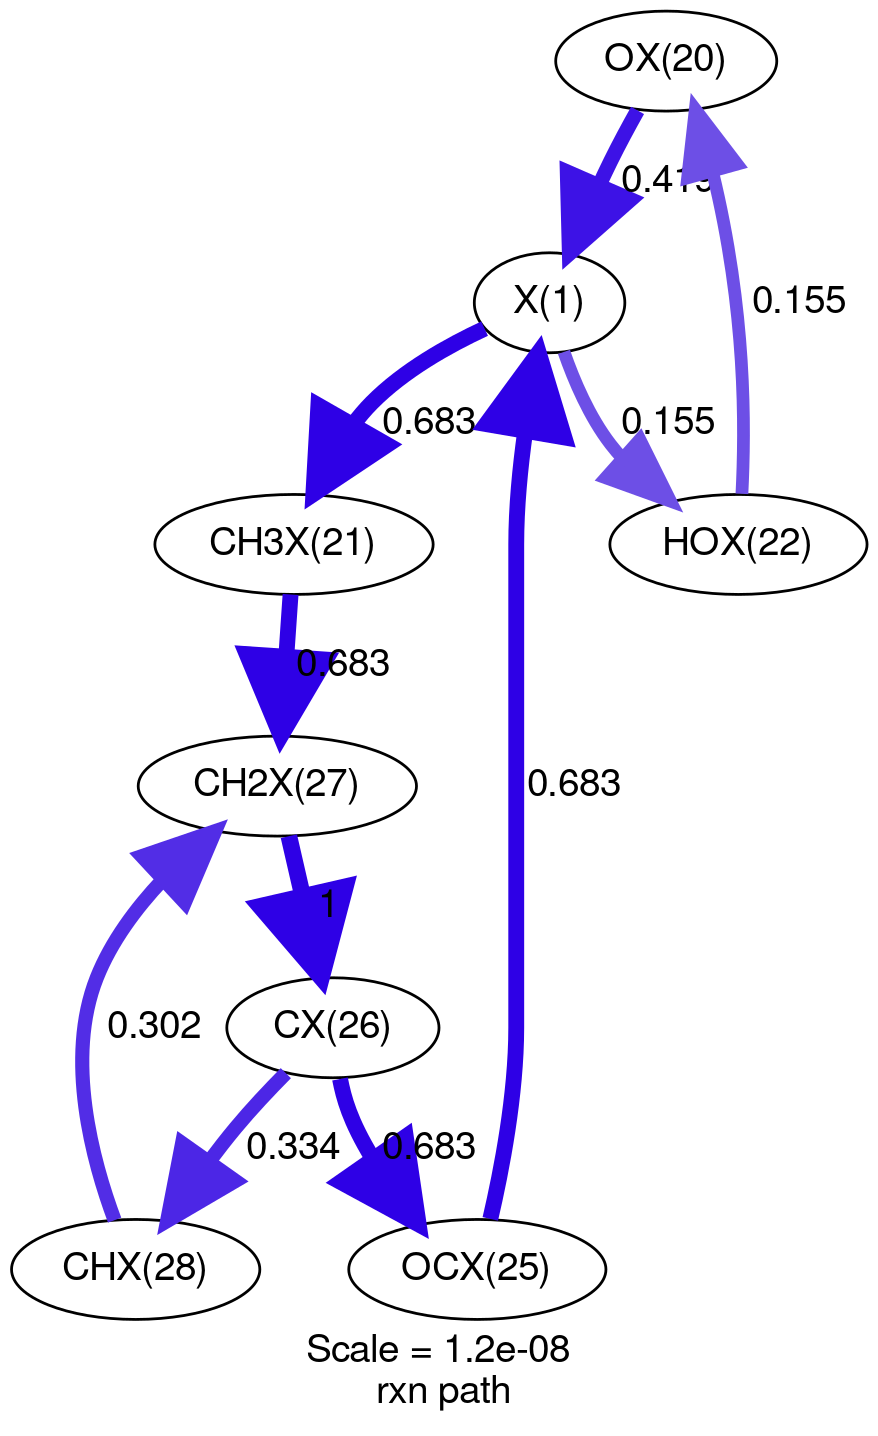 OX(20)
X(1)
0.683
0.155
0.155
CH3X(21)
HOX(22)
0.683
CH2X(27)
0.683
1
0.302
CX(26)
0.334
0.683
CHX(28)
OCX(25)
Scale = 1.2e-08
rxn path